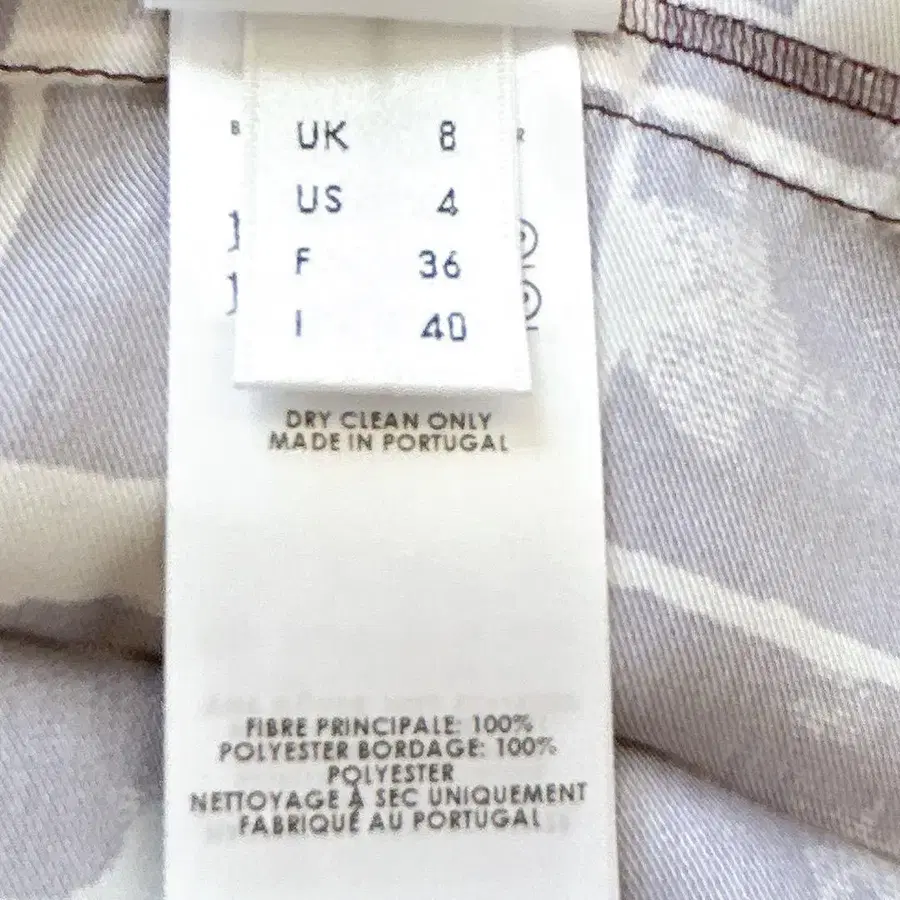 UK 8
US 4
F 36
I 40
DRY CLEAN ONLY
MADE IN PORTUGAL
FIBRE PRINCIPALE: 100%
POLYESTER BORDAGE: 100%
POLYESTER
NETTOYAGE À SEC UNIQUEMENT
FABRIQUÉ AU PORTUGAL